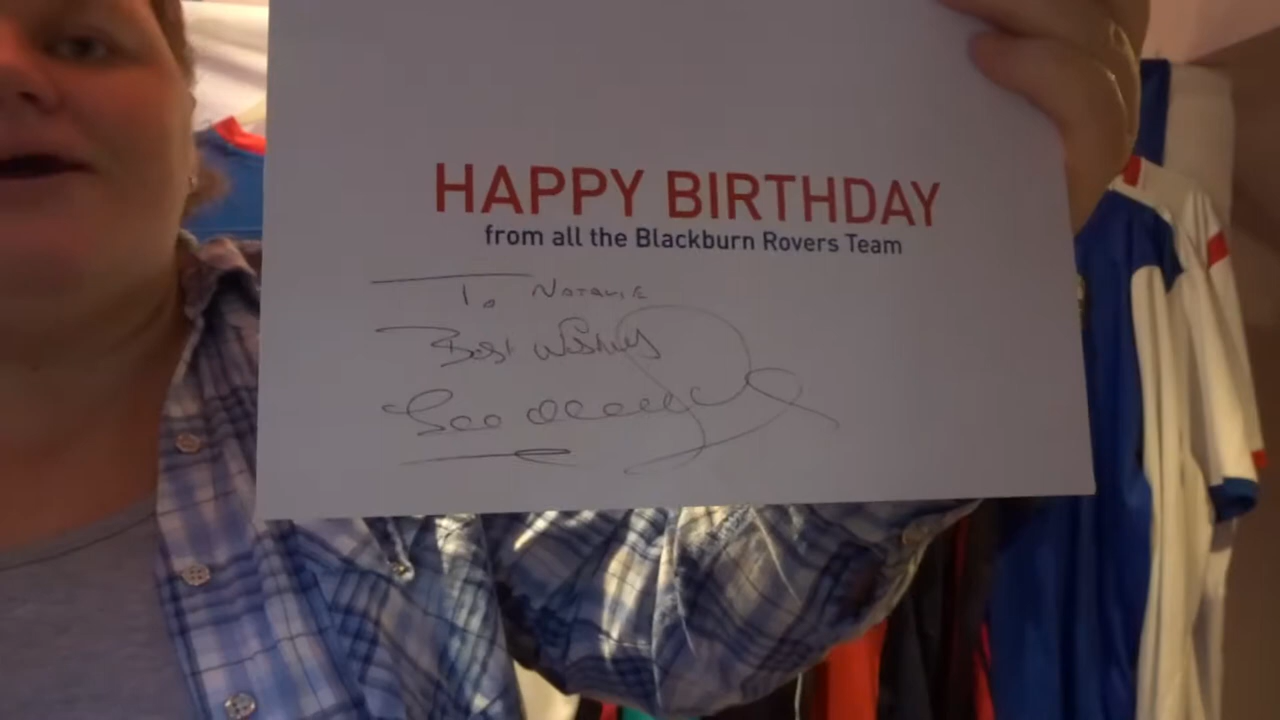 HAPPY BIRTHDAY
from all the Blackburn Rovers Team
To Natalie
Best Wishes